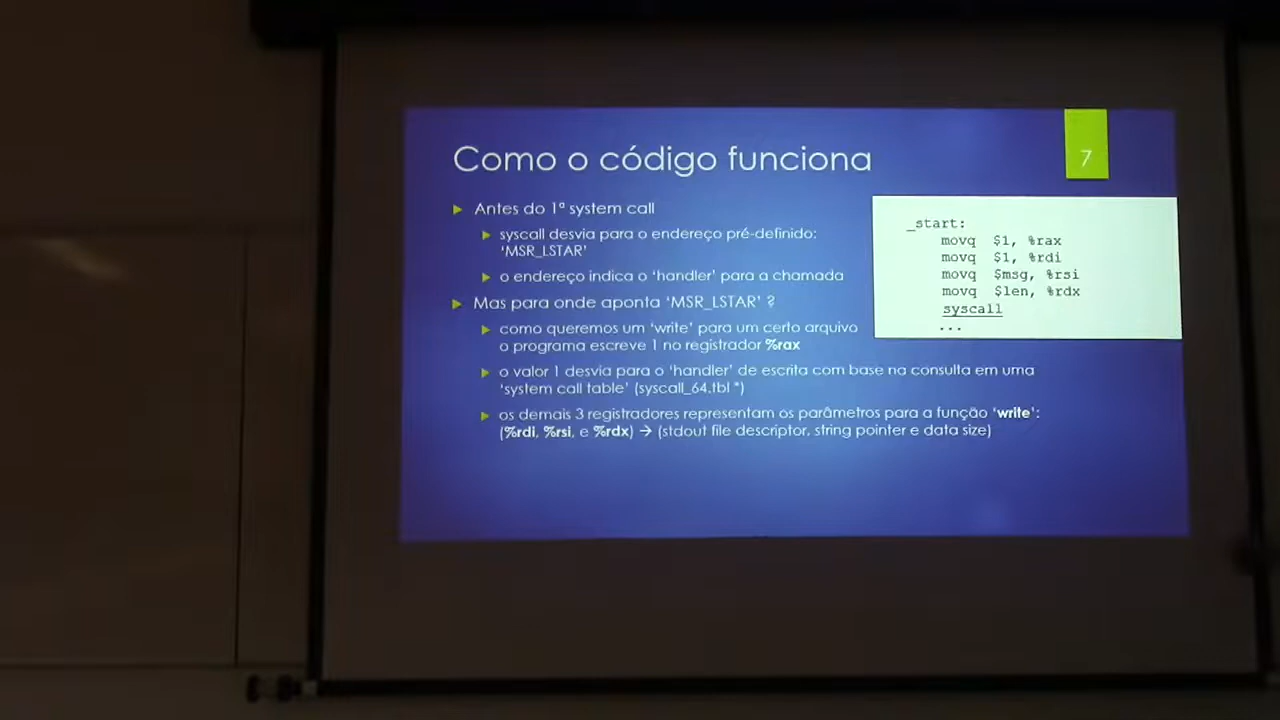 Como o código funciona
7
Antes do 1º system call
syscall desvia para o endereço pré-definido:
'MSR_LSTAR'
o endereço indica o 'handler' para a chamada
Mas para onde aponta 'MSR_LSTAR' ?
como queremos um 'write' para um certo arquivo
o programa escreve 1 no registrador %rax
o valor 1 desvia para o 'handler' de escrita com base na consulta em uma
'system call table' (syscall_64.tbl *)
os demais 3 registradores representam os parâmetros para a função 'write':
(%rdi, %rsi, e %rdx) → (stdout file descriptor, string pointer e data size)
_start:
movq $1, %rax
movq $1, %rdi
movq $msg, %rsi
movq $len, %rdx
syscall
...